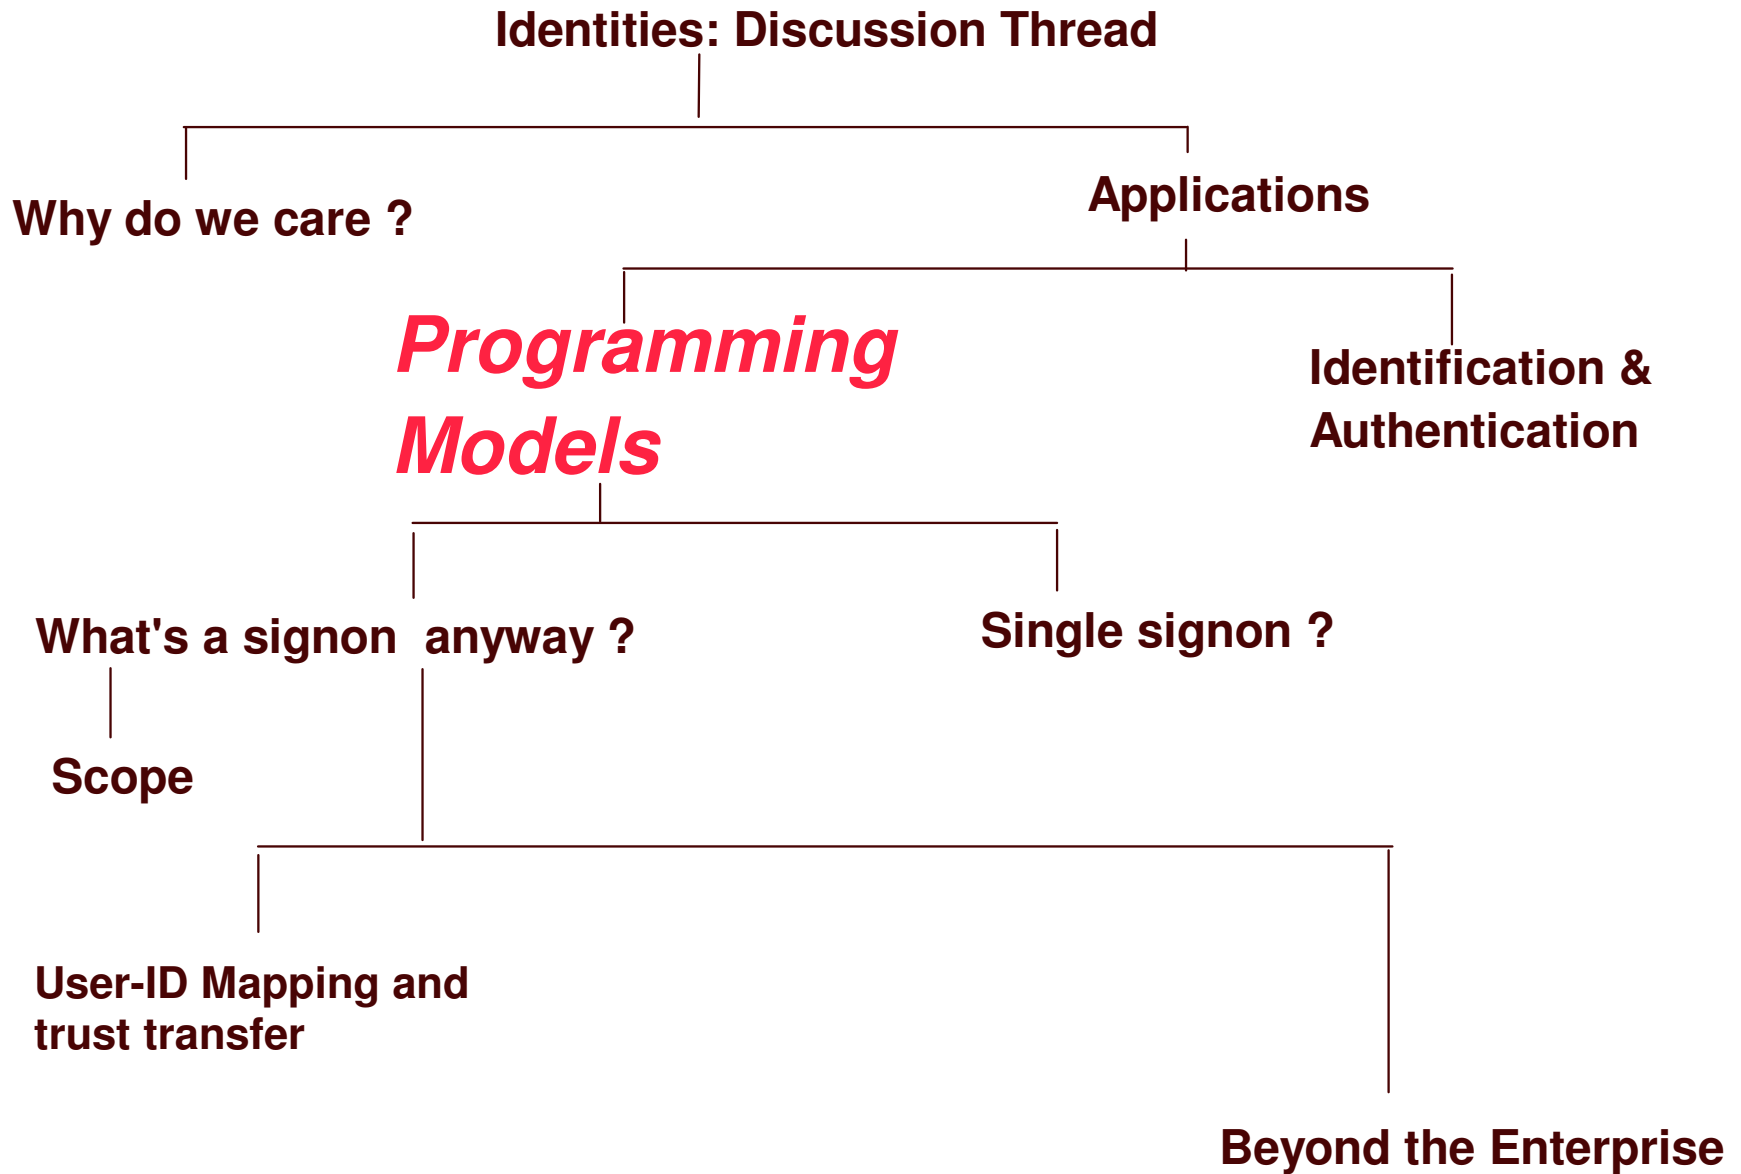 Identities: Discussion Thread
Why do we care ?
Applications
Programming
Models
Identification &
Authentication
What's a signon  anyway ?
Single signon ?
Scope
User-ID Mapping and
trust transfer
Beyond the Enterprise